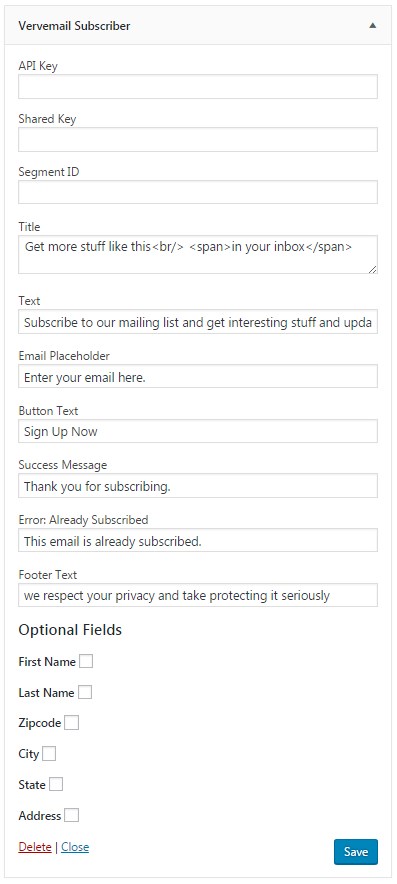 Vervemail Subscriber
API Key
Shared Key
Segment ID
Title
Get more stuff like this<br/> <span>in your inbox</span>
Text
Subscribe to our mailing list and get interesting stuff and upda
Email Placeholder
Enter your email here.
Button Text
Sign Up Now
Success Message
Thank you for subscribing.
Error: Already Subscribed
This email is already subscribed.
Footer Text
we respect your privacy and take protecting it seriously
Optional Fields
First Name
Last Name
Zipcode
City
State
Address
Delete | Close
Save